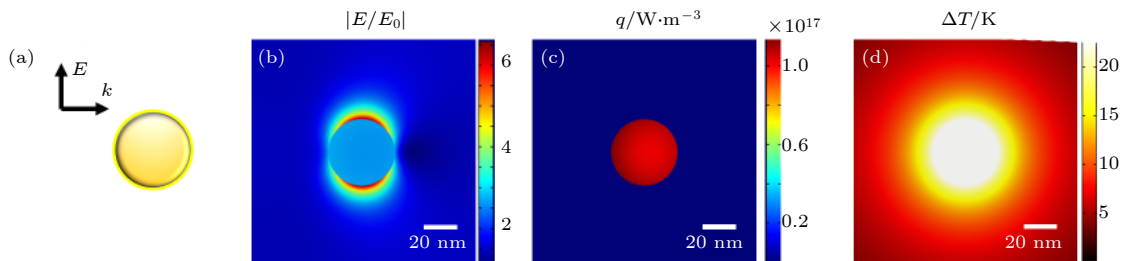 (a)
E
k
|E/E₀|
(b)
6
4
2
20 nm
q/W·m⁻³
×10¹⁷
(c)
1.0
0.6
0.2
20 nm
ΔT/K
(d)
20
15
10
5
20 nm